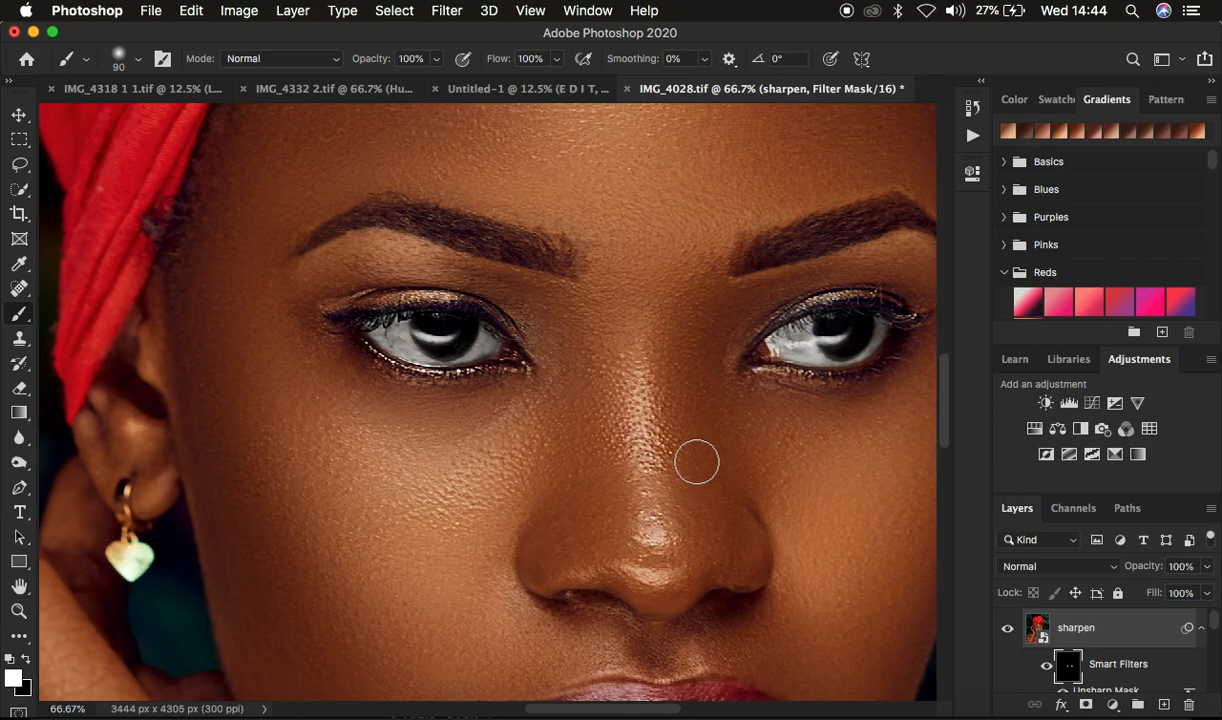 Photoshop File Edit Image Layer Type Select Filter 3D View Window Help 27% Wed 14:44
Adobe Photoshop 2020
90 Mode: Normal Opacity: 100% Flow: 100% Smoothing: 0% 0°
IMG_4318 1 1.tif @ 12.5% (L... IMG_4332 2.tif @ 66.7% (Hu... Untitled-1 @ 12.5% (E D I T, ... IMG_4028.tif @ 66.7% (sharpen, Filter Mask/16) *
Color Swatche Gradients Pattern
Basics
Blues
Purples
Pinks
Reds
Learn Libraries Adjustments
Add an adjustment
Layers Channels Paths
Kind
Normal Opacity: 100%
Lock: Fill: 100%
sharpen
Smart Filters
Unsharp Mask
66.67% 3444 px x 4305 px (300 ppi)